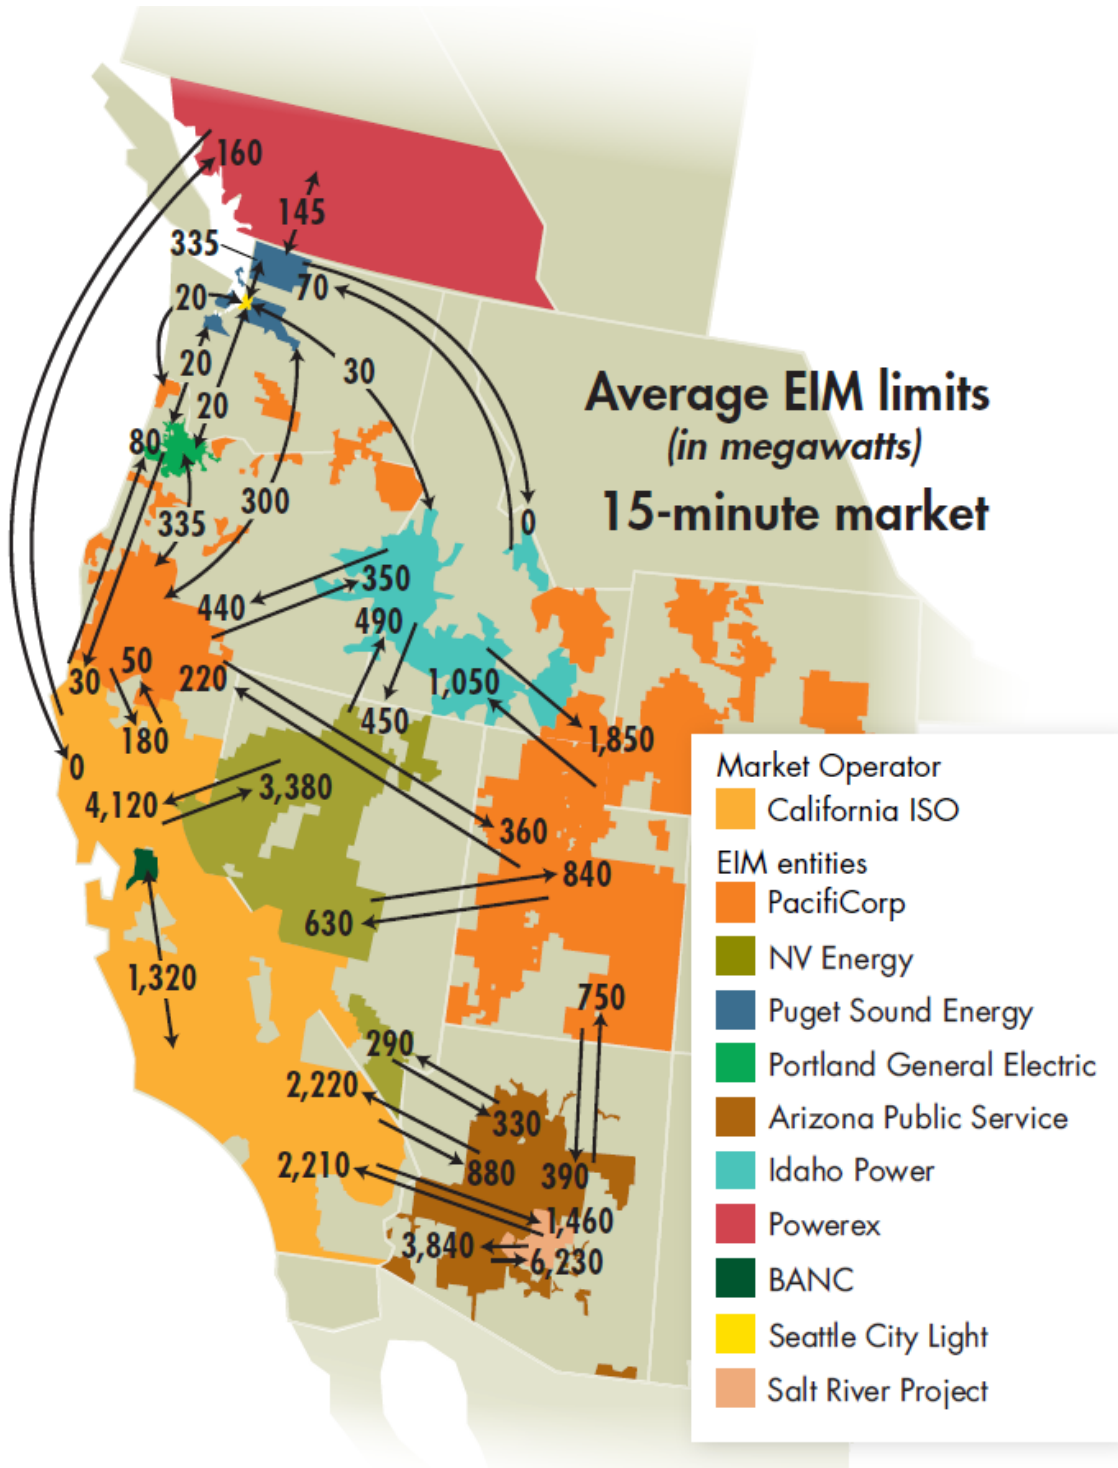 160
145
335
70
20
30
20
20
80
300
335
0
350
440
490
50
220
30
1,050
450
180
1,850
0
3,380
4,120
360
840
630
1,320
750
290
2,220
330
2,210
880
390
1,460
3,840
6,230
Average EIM limits
(in megawatts)
15-minute market
Market Operator
California ISO
EIM entities
PacifiCorp
NV Energy
Puget Sound Energy
Portland General Electric
Arizona Public Service
Idaho Power
Powerex
BANC
Seattle City Light
Salt River Project